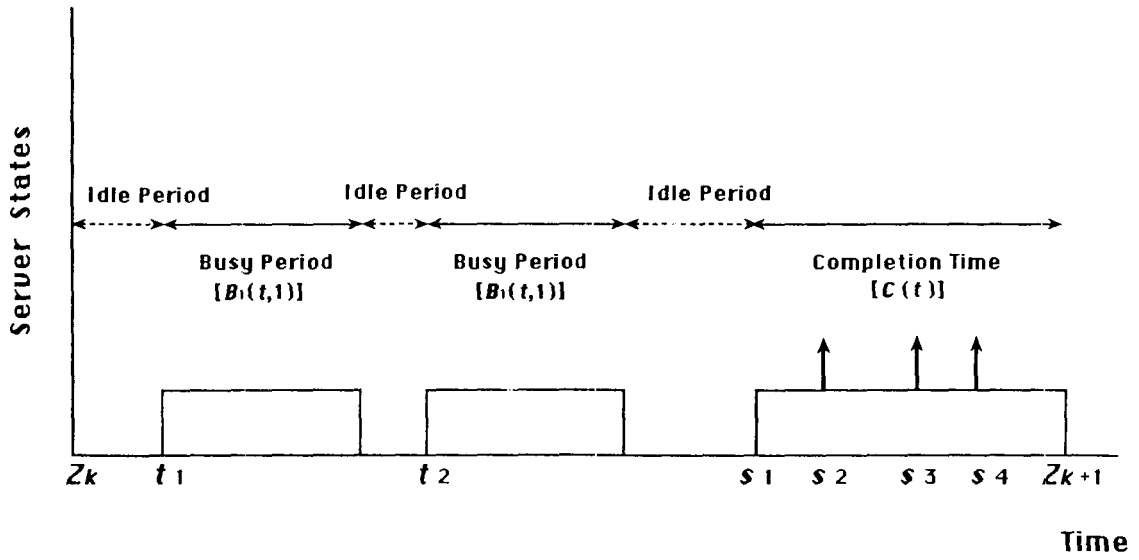 Server States
Idle Period
Idle Period
Idle Period
Busy Period
[B1(t,1)]
Busy Period
[B1(t,1)]
Completion Time
[C(t)]
Zk
t1
t2
s1
s2
s3
s4
Zk+1
Time